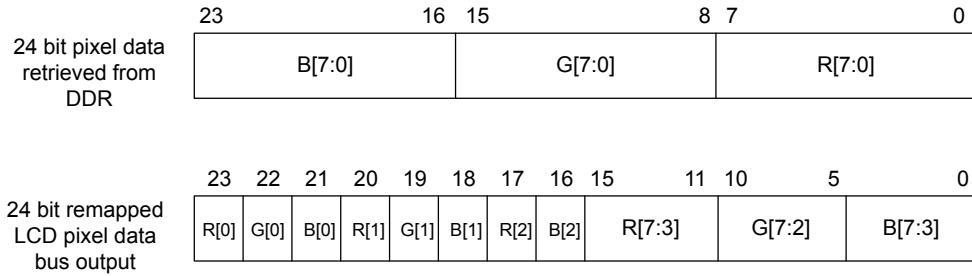 23 16 15 8 7 0
24 bit pixel data
retrieved from
DDR
B[7:0] G[7:0] R[7:0]
23 22 21 20 19 18 17 16 15 11 10 5 0
24 bit remapped
LCD pixel data
bus output
R[0] G[0] B[0] R[1] G[1] B[1] R[2] B[2] R[7:3] G[7:2] B[7:3]